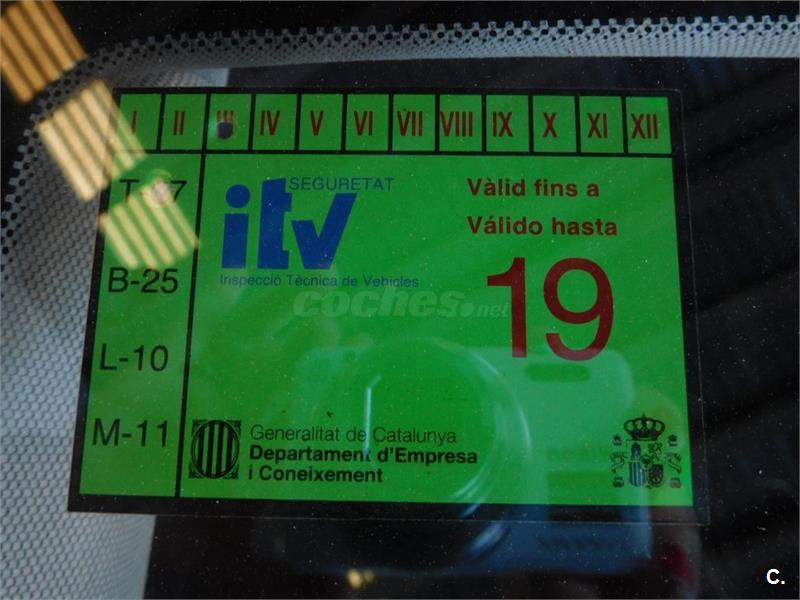 I II III IV V VI VII VIII IX X XI XII
SEGURETAT
itv
Inspecció Tècnica de Vehicles
Vàlid fins a
Válido hasta
19
B-25
L-10
M-11
coches.net
Generalitat de Catalunya
Departament d'Empresa
i Coneixement
C.